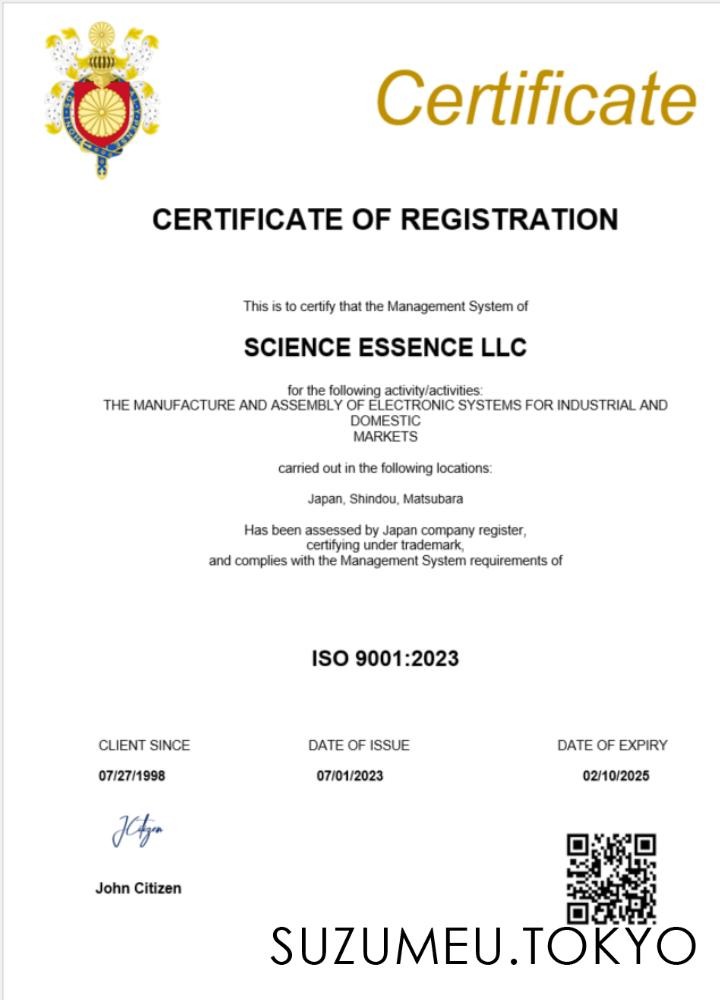 Certificate
CERTIFICATE OF REGISTRATION
This is to certify that the Management System of
SCIENCE ESSENCE LLC
for the following activity/activities:
THE MANUFACTURE AND ASSEMBLY OF ELECTRONIC SYSTEMS FOR INDUSTRIAL AND
DOMESTIC
MARKETS
carried out in the following locations:
Japan, Shindou, Matsubara
Has been assessed by Japan company register,
certifying under trademark,
and complies with the Management System requirements of
ISO 9001:2023
CLIENT SINCE DATE OF ISSUE DATE OF EXPIRY
07/27/1998 07/01/2023 02/10/2025
JCitizen
John Citizen
SUZUMEU.TOKYO